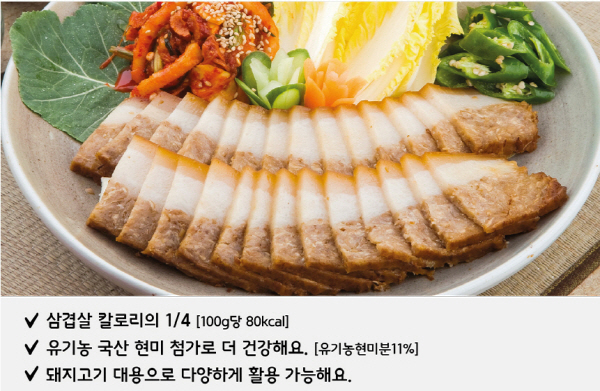 ✓ 삼겹살 칼로리의 1/4 [100g당 80kcal]
✓ 유기농 국산 현미 첨가로 더 건강해요. [유기농현미분11%]
✓ 돼지고기 대용으로 다양하게 활용 가능해요.